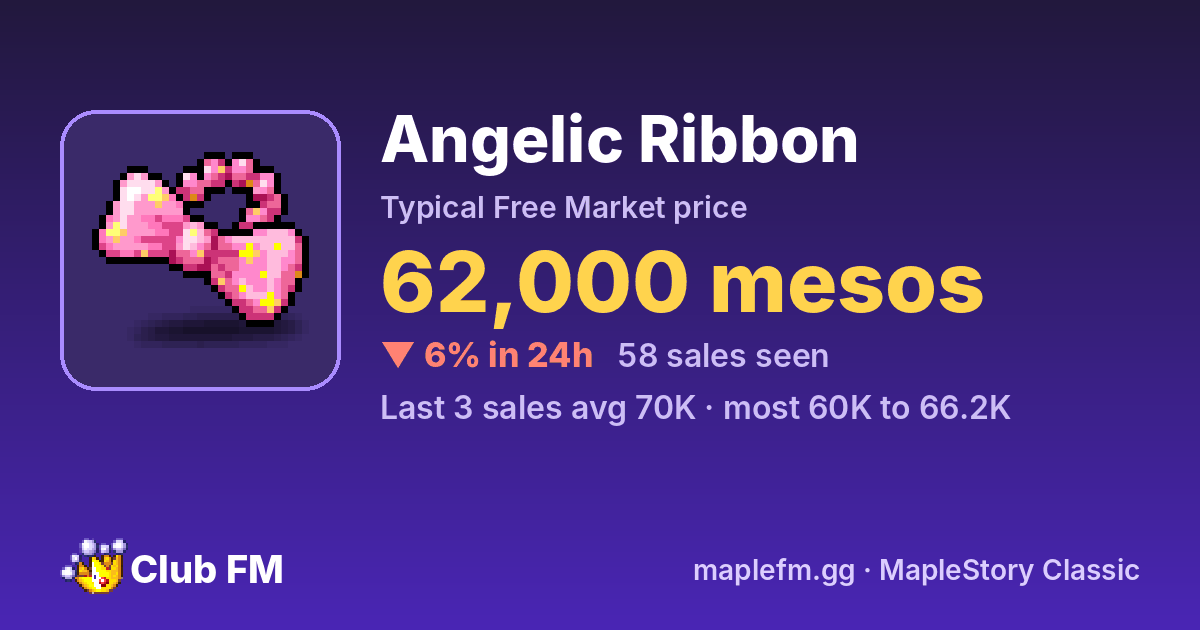 Angelic Ribbon
Typical Free Market price
62,000 mesos
▼ 6% in 24h 58 sales seen
Last 3 sales avg 70K · most 60K to 66.2K
Club FM
maplefm.gg · MapleStory Classic